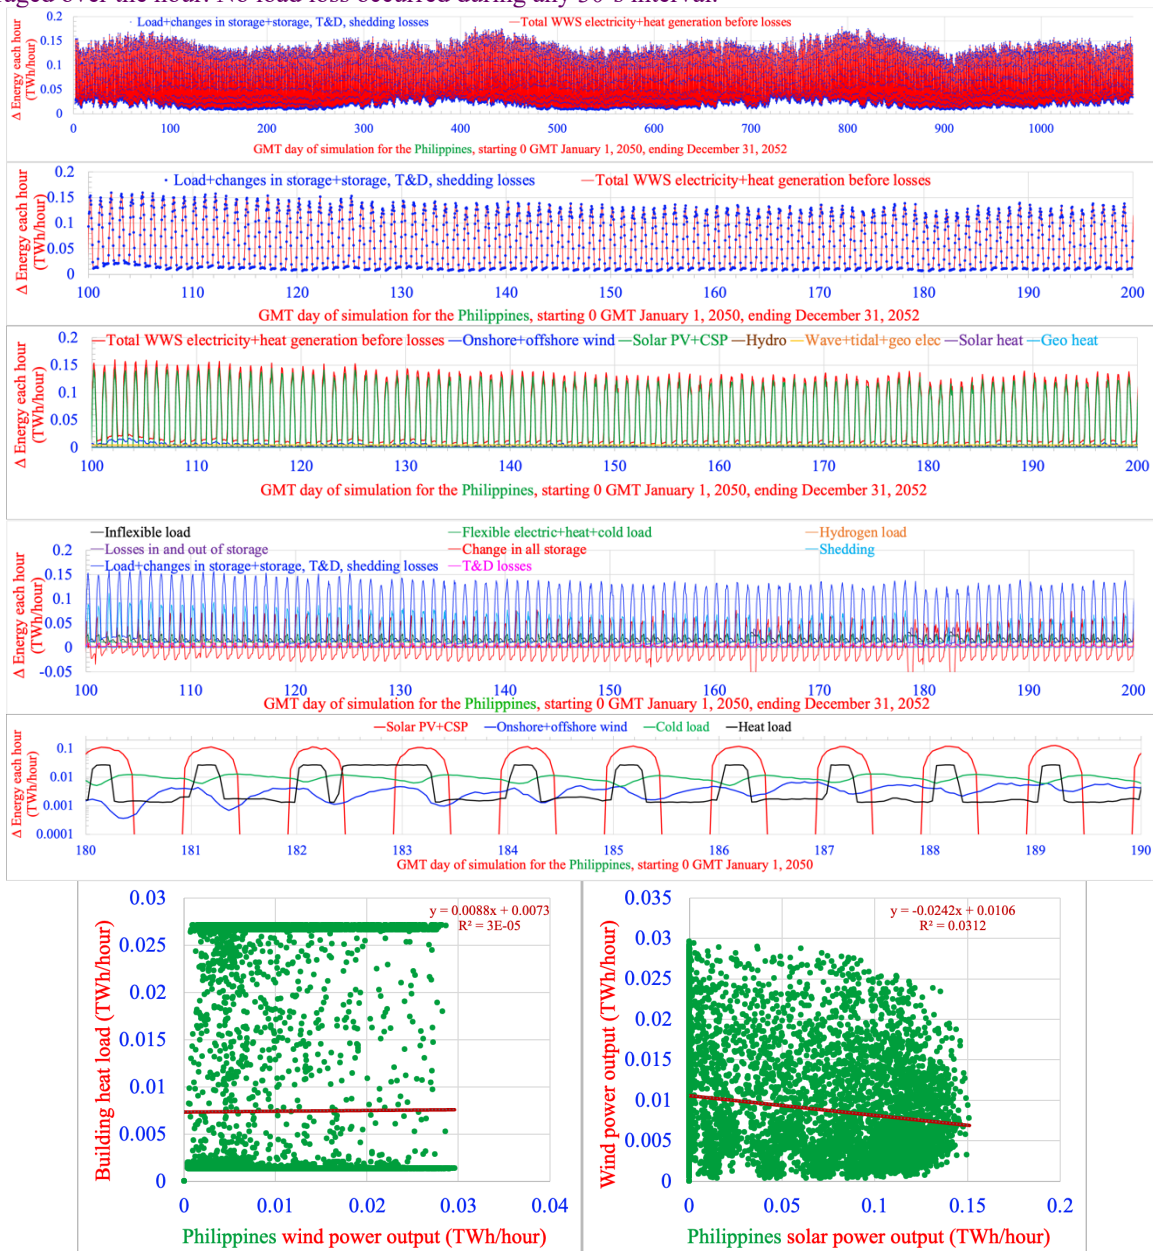 raged over the hour. No load loss occurred during any 30-s interval.
Load+changes in storage+storage, T&D, shedding losses
Total WWS electricity+heat generation before losses
Δ Energy each hour
(TWh/hour)
0.2
0.15
0.1
0.05
0
0 100 200 300 400 500 600 700 800 900 1000
GMT day of simulation for the Philippines, starting 0 GMT January 1, 2050, ending December 31, 2052
Load+changes in storage+storage, T&D, shedding losses
Total WWS electricity+heat generation before losses
Δ Energy each hour
(TWh/hour)
0.2
0.15
0.1
0.05
0
100 110 120 130 140 150 160 170 180 190 200
GMT day of simulation for the Philippines, starting 0 GMT January 1, 2050, ending December 31, 2052
Total WWS electricity+heat generation before losses
Onshore+offshore wind
Solar PV+CSP
Hydro
Wave+tidal+geo elec
Solar heat
Geo heat
Δ Energy each hour
(TWh/hour)
0.2
0.15
0.1
0.05
0
100 110 120 130 140 150 160 170 180 190 200
GMT day of simulation for the Philippines, starting 0 GMT January 1, 2050, ending December 31, 2052
Inflexible load
Flexible electric+heat+cold load
Hydrogen load
Losses in and out of storage
Change in all storage
Shedding
Load+changes in storage+storage, T&D, shedding losses
T&D losses
Δ Energy each hour
(TWh/hour)
0.2
0.15
0.1
0.05
0
-0.05
100 110 120 130 140 150 160 170 180 190 200
GMT day of simulation for the Philippines, starting 0 GMT January 1, 2050, ending December 31, 2052
Solar PV+CSP
Onshore+offshore wind
Cold load
Heat load
Δ Energy each hour
(TWh/hour)
0.1
0.01
0.001
0.0001
180 181 182 183 184 185 186 187 188 189 190
GMT day of simulation for the Philippines, starting 0 GMT January 1, 2050
Building heat load (TWh/hour)
0.03
0.025
0.02
0.015
0.01
0.005
0
y = 0.0088x + 0.0073
R² = 3E-05
0 0.01 0.02 0.03 0.04
Philippines wind power output (TWh/hour)
Wind power output (TWh/hour)
0.035
0.03
0.025
0.02
0.015
0.01
0.005
0
y = -0.0242x + 0.0106
R² = 0.0312
0 0.05 0.1 0.15 0.2
Philippines solar power output (TWh/hour)